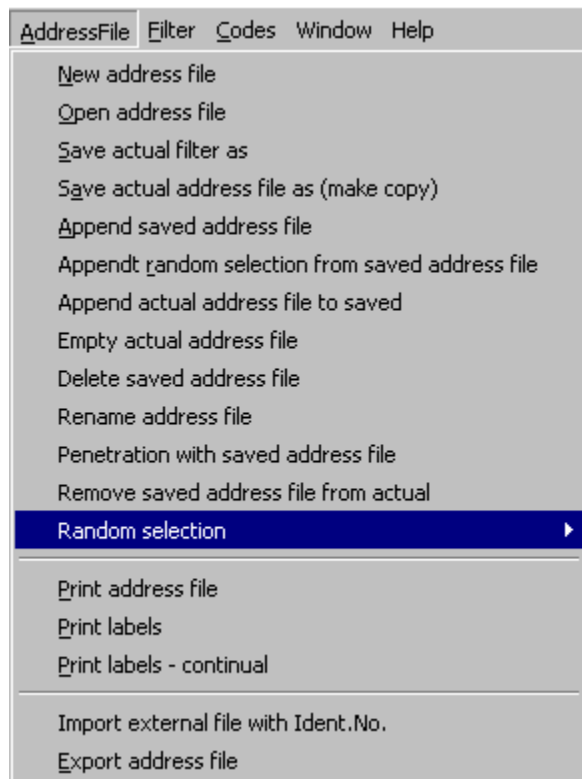 AddressFile Filter Codes Window Help
New address file
Open address file
Save actual filter as
Save actual address file as (make copy)
Append saved address file
Appendt random selection from saved address file
Append actual address file to saved
Empty actual address file
Delete saved address file
Rename address file
Penetration with saved address file
Remove saved address file from actual
Random selection
Print address file
Print labels
Print labels - continual
Import external file with Ident.No.
Export address file